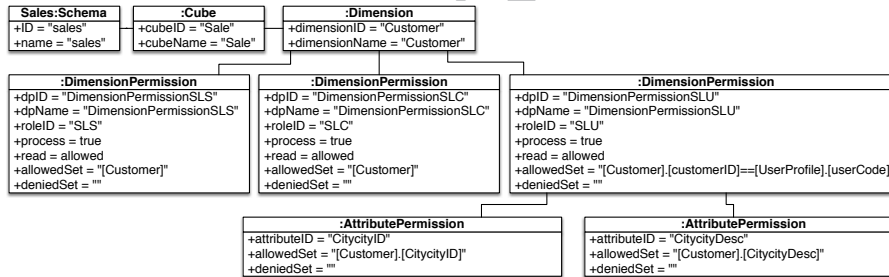 Sales:Schema
+ID = "sales"
+name = "sales"
:Cube
+cubeID = "Sale"
+cubeName = "Sale"
:Dimension
+dimensionID = "Customer"
+dimensionName = "Customer"
:DimensionPermission
+dpID = "DimensionPermissionSLS"
+dpName = "DimensionPermissionSLS"
+roleID = "SLS"
+process = true
+read = allowed
+allowedSet = "[Customer]"
+deniedSet = ""
:DimensionPermission
+dpID = "DimensionPermissionSLC"
+dpName = "DimensionPermissionSLC"
+roleID = "SLC"
+process = true
+read = allowed
+allowedSet = "[Customer]"
+deniedSet = ""
:DimensionPermission
+dpID = "DimensionPermissionSLU"
+dpName = "DimensionPermissionSLU"
+roleID = "SLU"
+process = true
+read = allowed
+allowedSet = "[Customer].[customerID]==[UserProfile].[userCode]
+deniedSet = ""
:AttributePermission
+attributeID = "CitycityID"
+allowedSet = "[Customer].[CitycityID]"
+deniedSet = ""
:AttributePermission
+attributeID = "CitycityDesc"
+allowedSet = "[Customer].[CitycityDesc]"
+deniedSet = ""